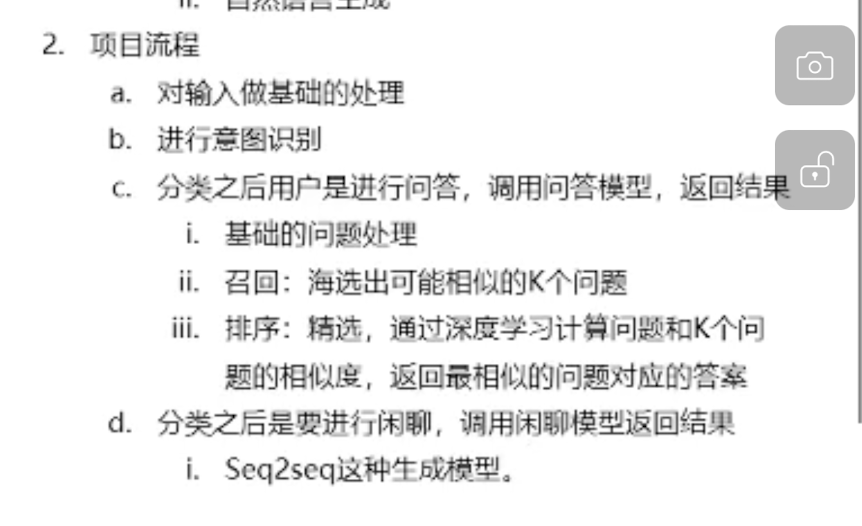 ii. 自然语言生成
2. 项目流程
a. 对输入做基础的处理
b. 进行意图识别
c. 分类之后用户是进行问答，调用问答模型，返回结果
i. 基础的问题处理
ii. 召回：海选出可能相似的K个问题
iii. 排序：精选，通过深度学习计算问题和K个问
题的相似度，返回最相似的问题对应的答案
d. 分类之后是要进行闲聊，调用闲聊模型返回结果
i. Seq2seq这种生成模型。